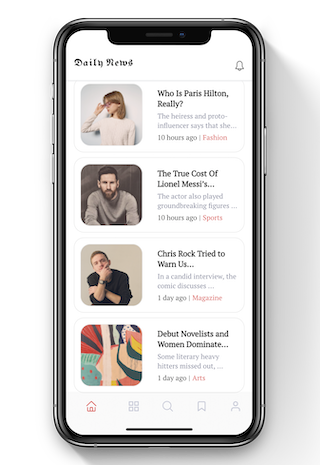 Daily News
Who Is Paris Hilton,
Really?
The heiress and proto-
influencer says that she...
10 hours ago | Fashion
The True Cost Of
Lionel Messi's...
The actor also played
groundbreaking figures ...
10 hours ago | Sports
Chris Rock Tried to
Warn Us...
In a candid interview, the
comic discusses ...
1 day ago | Magazine
Debut Novelists and
Women Dominate...
Some literary heavy
hitters missed out, ...
1 day ago | Arts